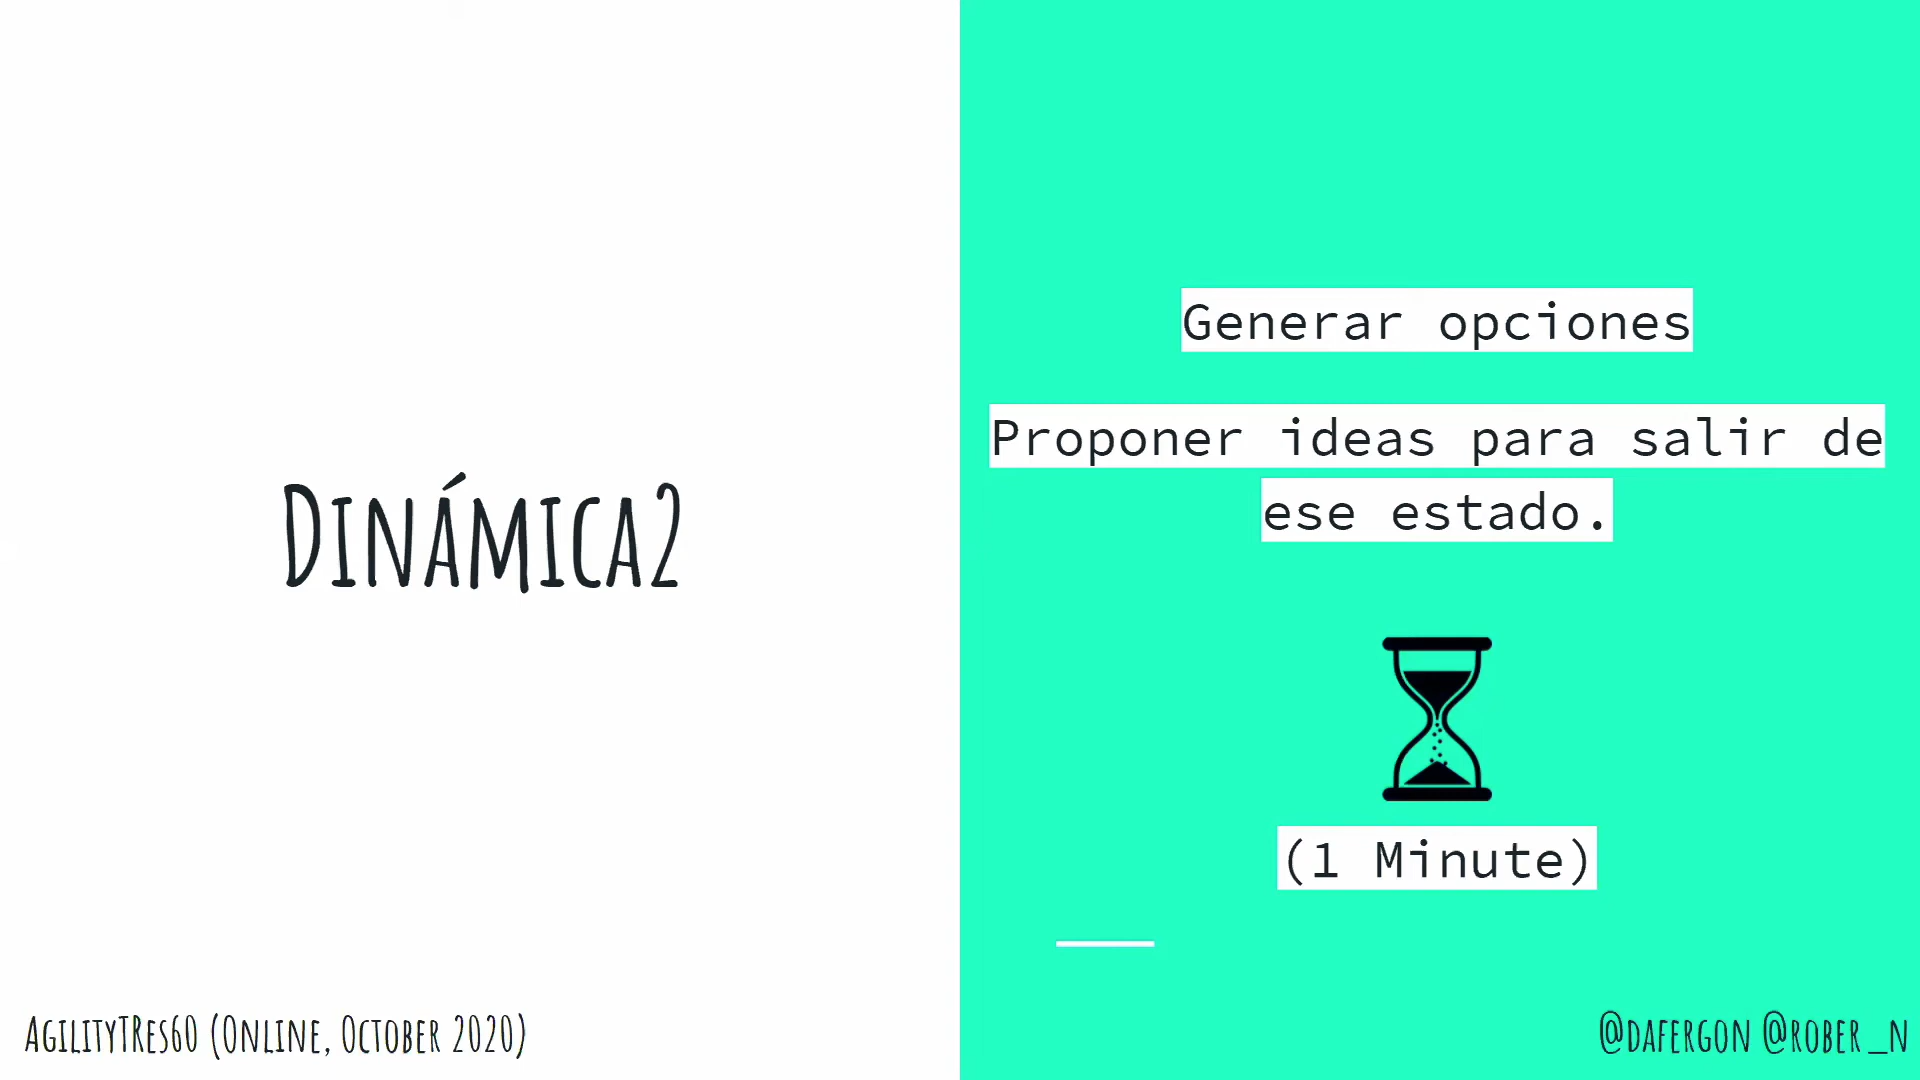 Dinámica2
Generar opciones
Proponer ideas para salir de
ese estado.
(1 Minute)
AgilityTRes60 (Online, October 2020)
@dafergon @rober_n